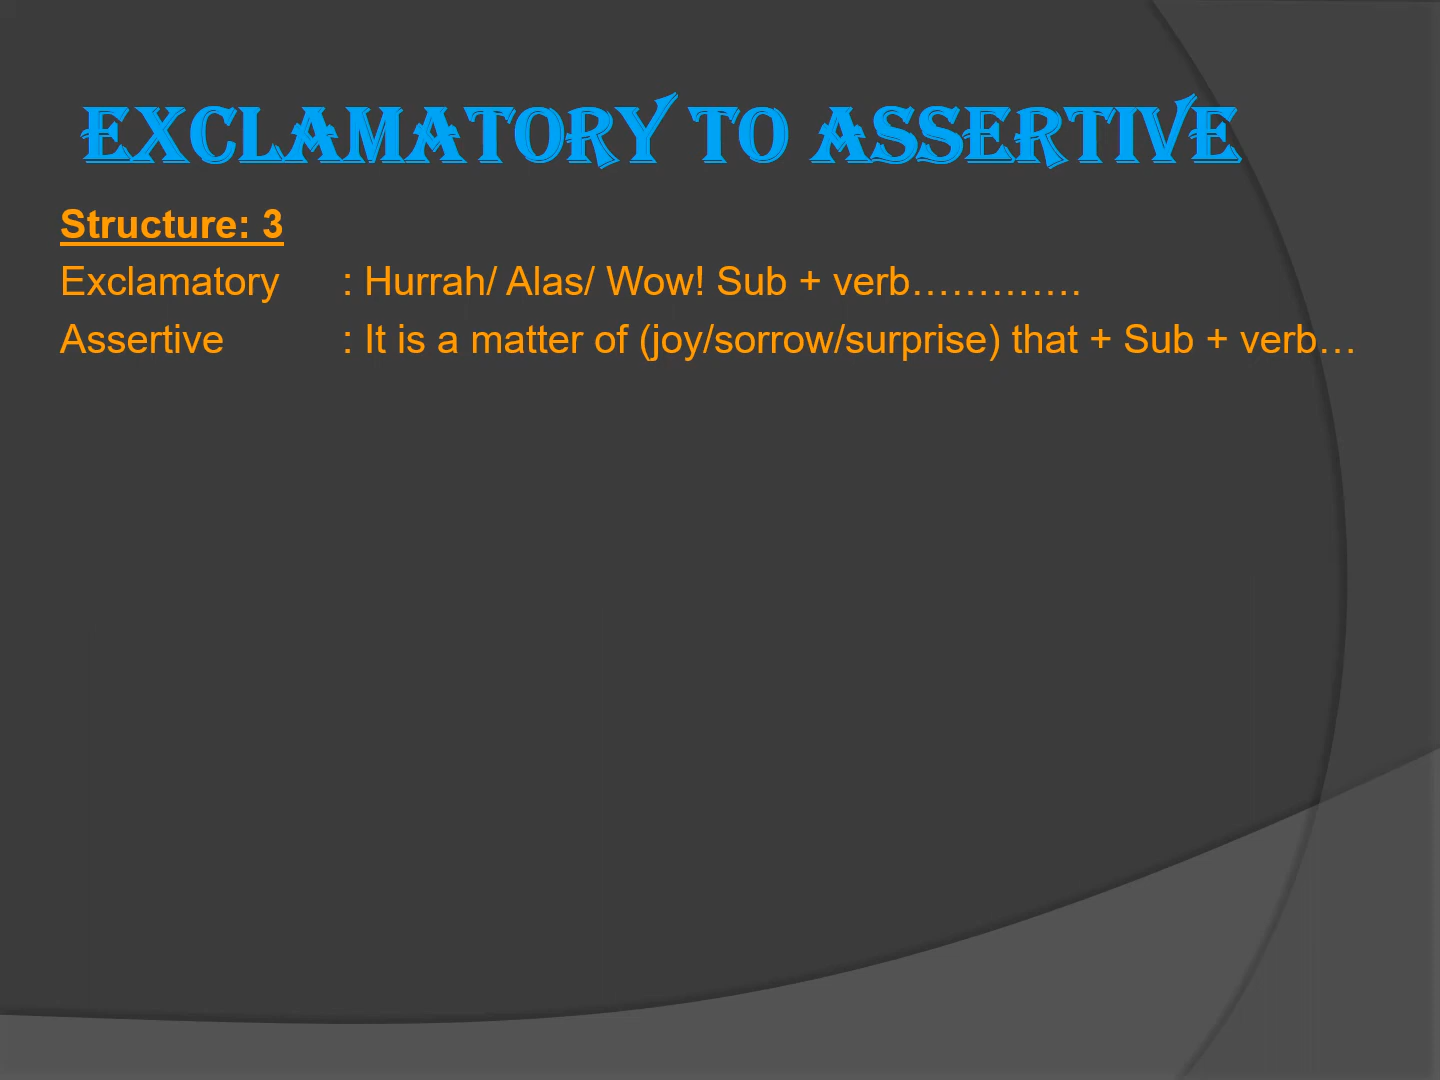 EXCLAMATORY TO ASSERTIVE
Structure: 3
Exclamatory : Hurrah/ Alas/ Wow! Sub + verb………….
Assertive : It is a matter of (joy/sorrow/surprise) that + Sub + verb…